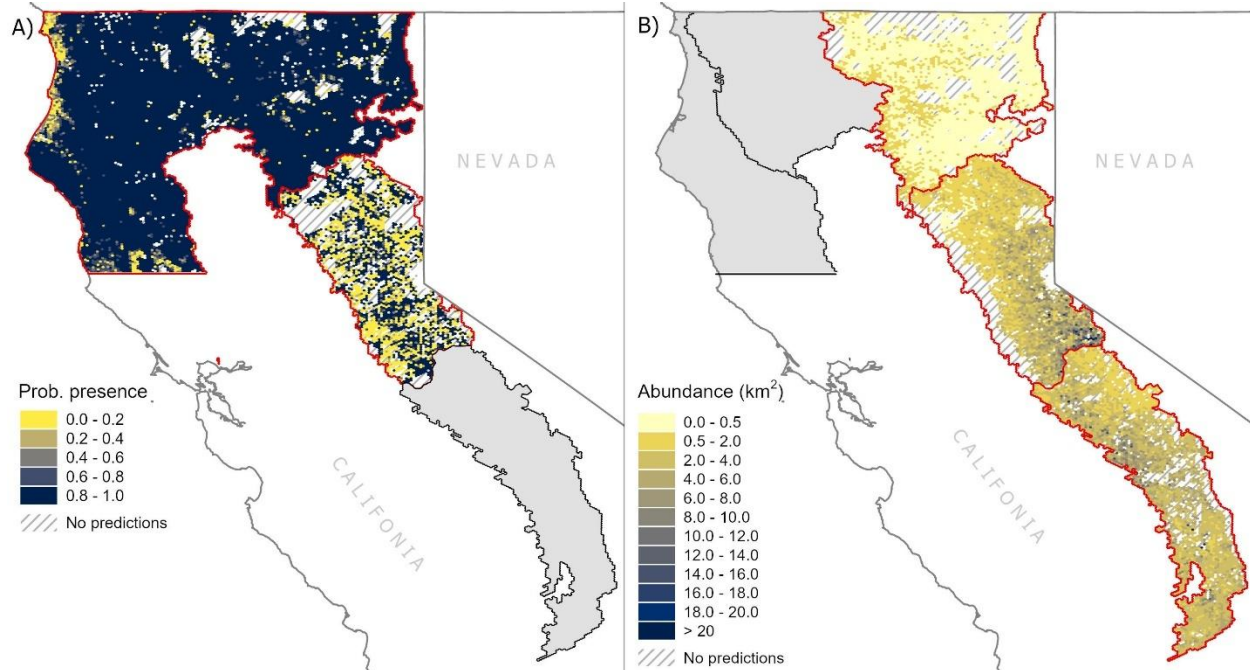 A)
NEVADA
CALIFONIA
Prob. presence
0.0 - 0.2
0.2 - 0.4
0.4 - 0.6
0.6 - 0.8
0.8 - 1.0
No predictions
B)
NEVADA
CALIFONIA
Abundance (km²)
0.0 - 0.5
0.5 - 2.0
2.0 - 4.0
4.0 - 6.0
6.0 - 8.0
8.0 - 10.0
10.0 - 12.0
12.0 - 14.0
14.0 - 16.0
16.0 - 18.0
18.0 - 20.0
> 20
No predictions